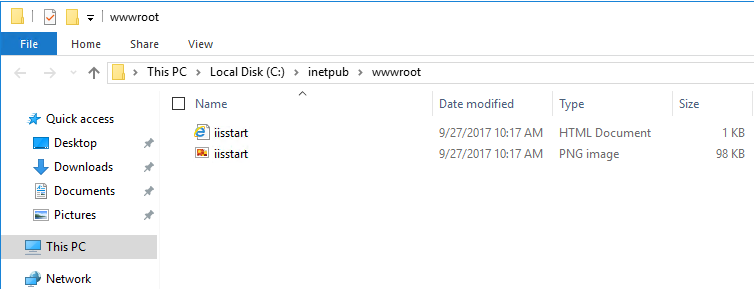 wwwroot
File Home Share View
This PC Local Disk (C:) inetpub wwwroot
Name Date modified Type Size
Quick access
Desktop
Downloads
Documents
Pictures
This PC
Network
iisstart 9/27/2017 10:17 AM HTML Document 1 KB
iisstart 9/27/2017 10:17 AM PNG image 98 KB